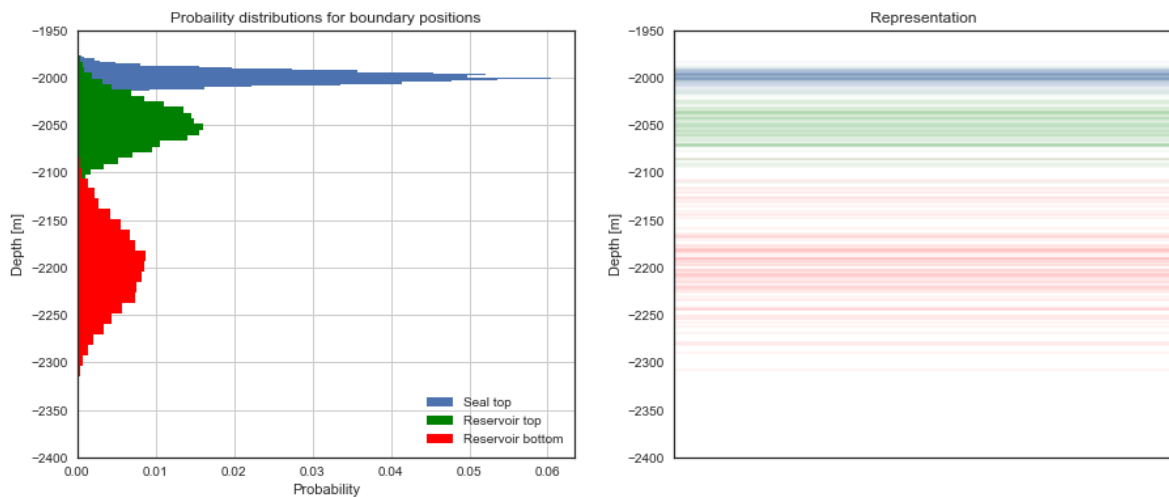 Probaility distributions for boundary positions
−1950
−2000
−2050
−2100
−2150
−2200
−2250
−2300
−2350
−2400
Depth [m]
Seal top
Reservoir top
Reservoir bottom
0.00 0.01 0.02 0.03 0.04 0.05 0.06
Probability
Representation
−1950
−2000
−2050
−2100
−2150
−2200
−2250
−2300
−2350
−2400
Depth [m]